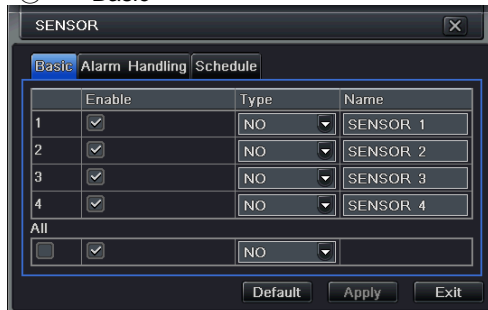 Basic
SENSOR
Basic Alarm Handling Schedule
Enable Type Name
1 NO SENSOR 1
2 NO SENSOR 2
3 NO SENSOR 3
4 NO SENSOR 4
All
NO
Default Apply Exit